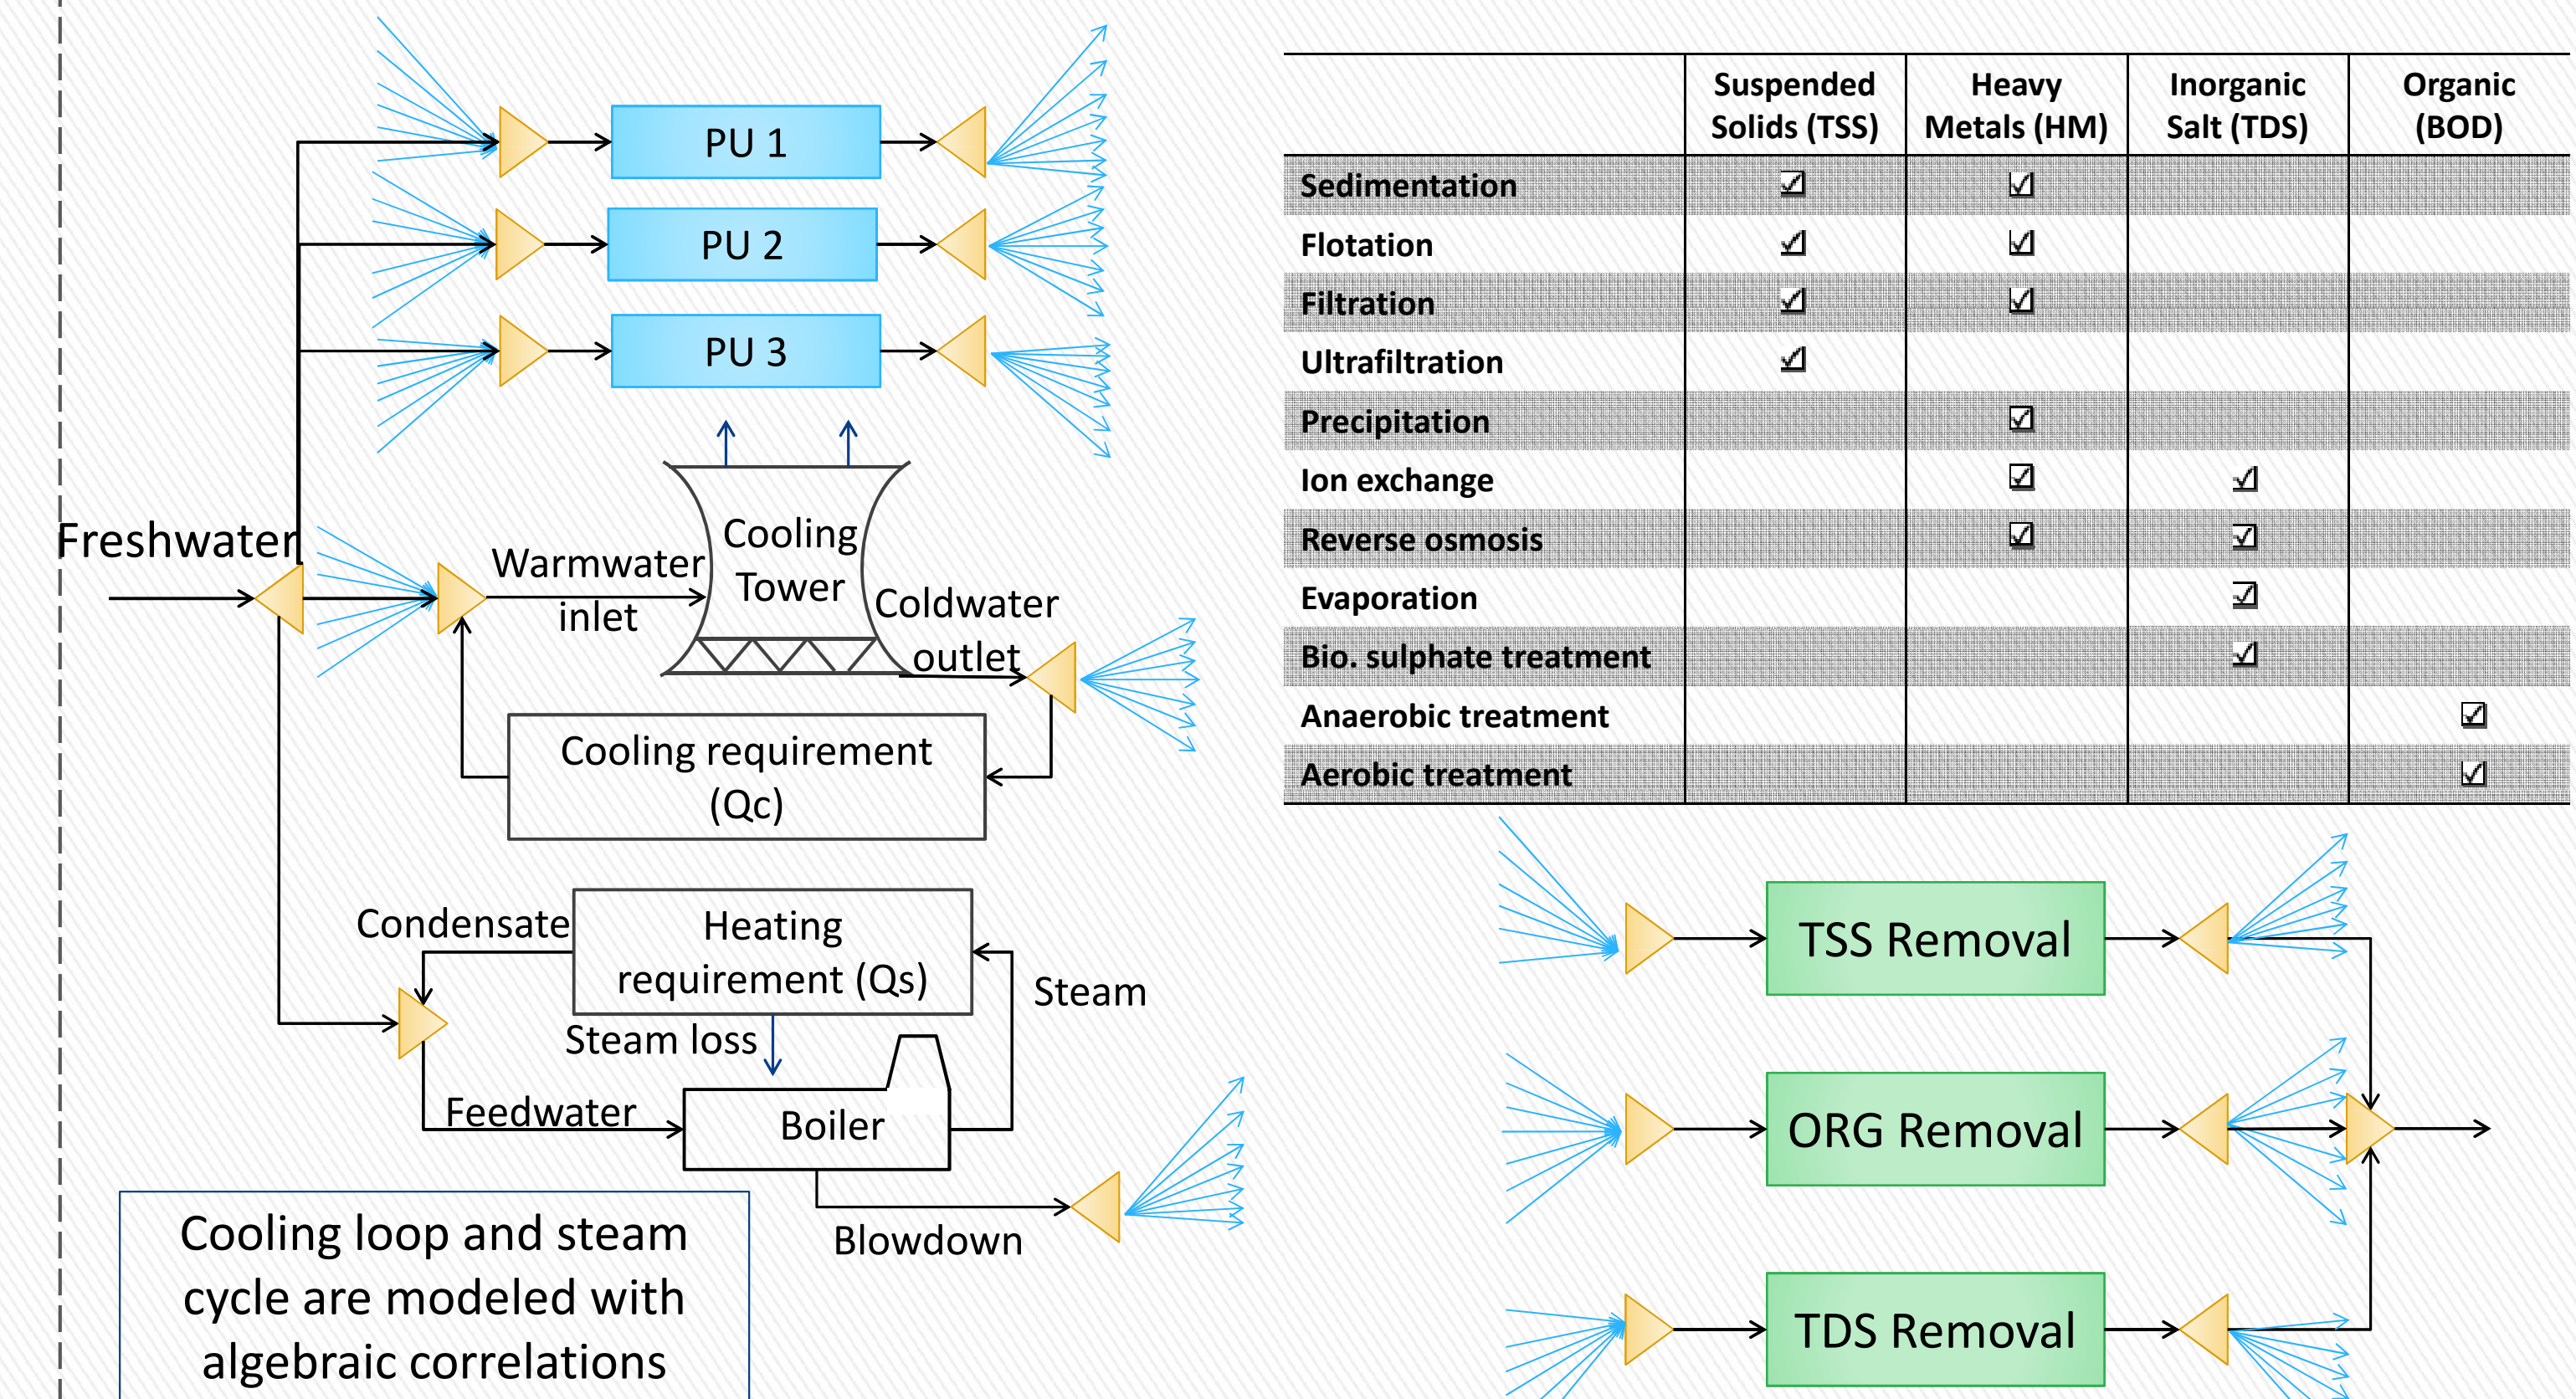 PU 1
PU 2
PU 3
Freshwater
Warmwater
inlet
Cooling
Tower
Coldwater
outlet
Cooling requirement
(Qc)
Condensate
Heating
requirement (Qs)
Steam
Steam loss
Feedwater
Boiler
Blowdown
Cooling loop and steam
cycle are modeled with
algebraic correlations
Suspended Heavy Inorganic Organic
Solids (TSS) Metals (HM) Salt (TDS) (BOD)
Sedimentation
Flotation
Filtration
Ultrafiltration
Precipitation
Ion exchange
Reverse osmosis
Evaporation
Bio. sulphate treatment
Anaerobic treatment
Aerobic treatment
TSS Removal
ORG Removal
TDS Removal